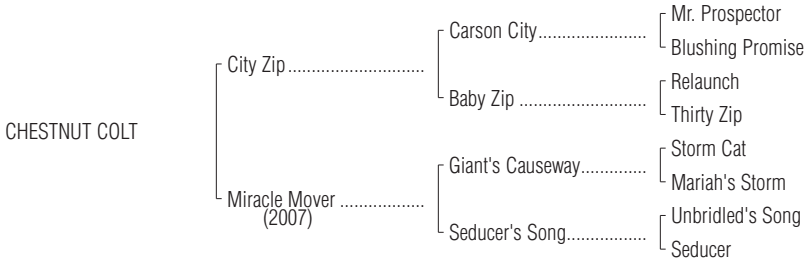 Mr. Prospector
Carson City........................
Blushing Promise
City Zip.............................
Relaunch
Baby Zip ...........................
Thirty Zip
CHESTNUT COLT
Storm Cat
Giant's Causeway..............
Mariah's Storm
Miracle Mover ..................
(2007)
Unbridled's Song
Seducer's Song.................
Seducer